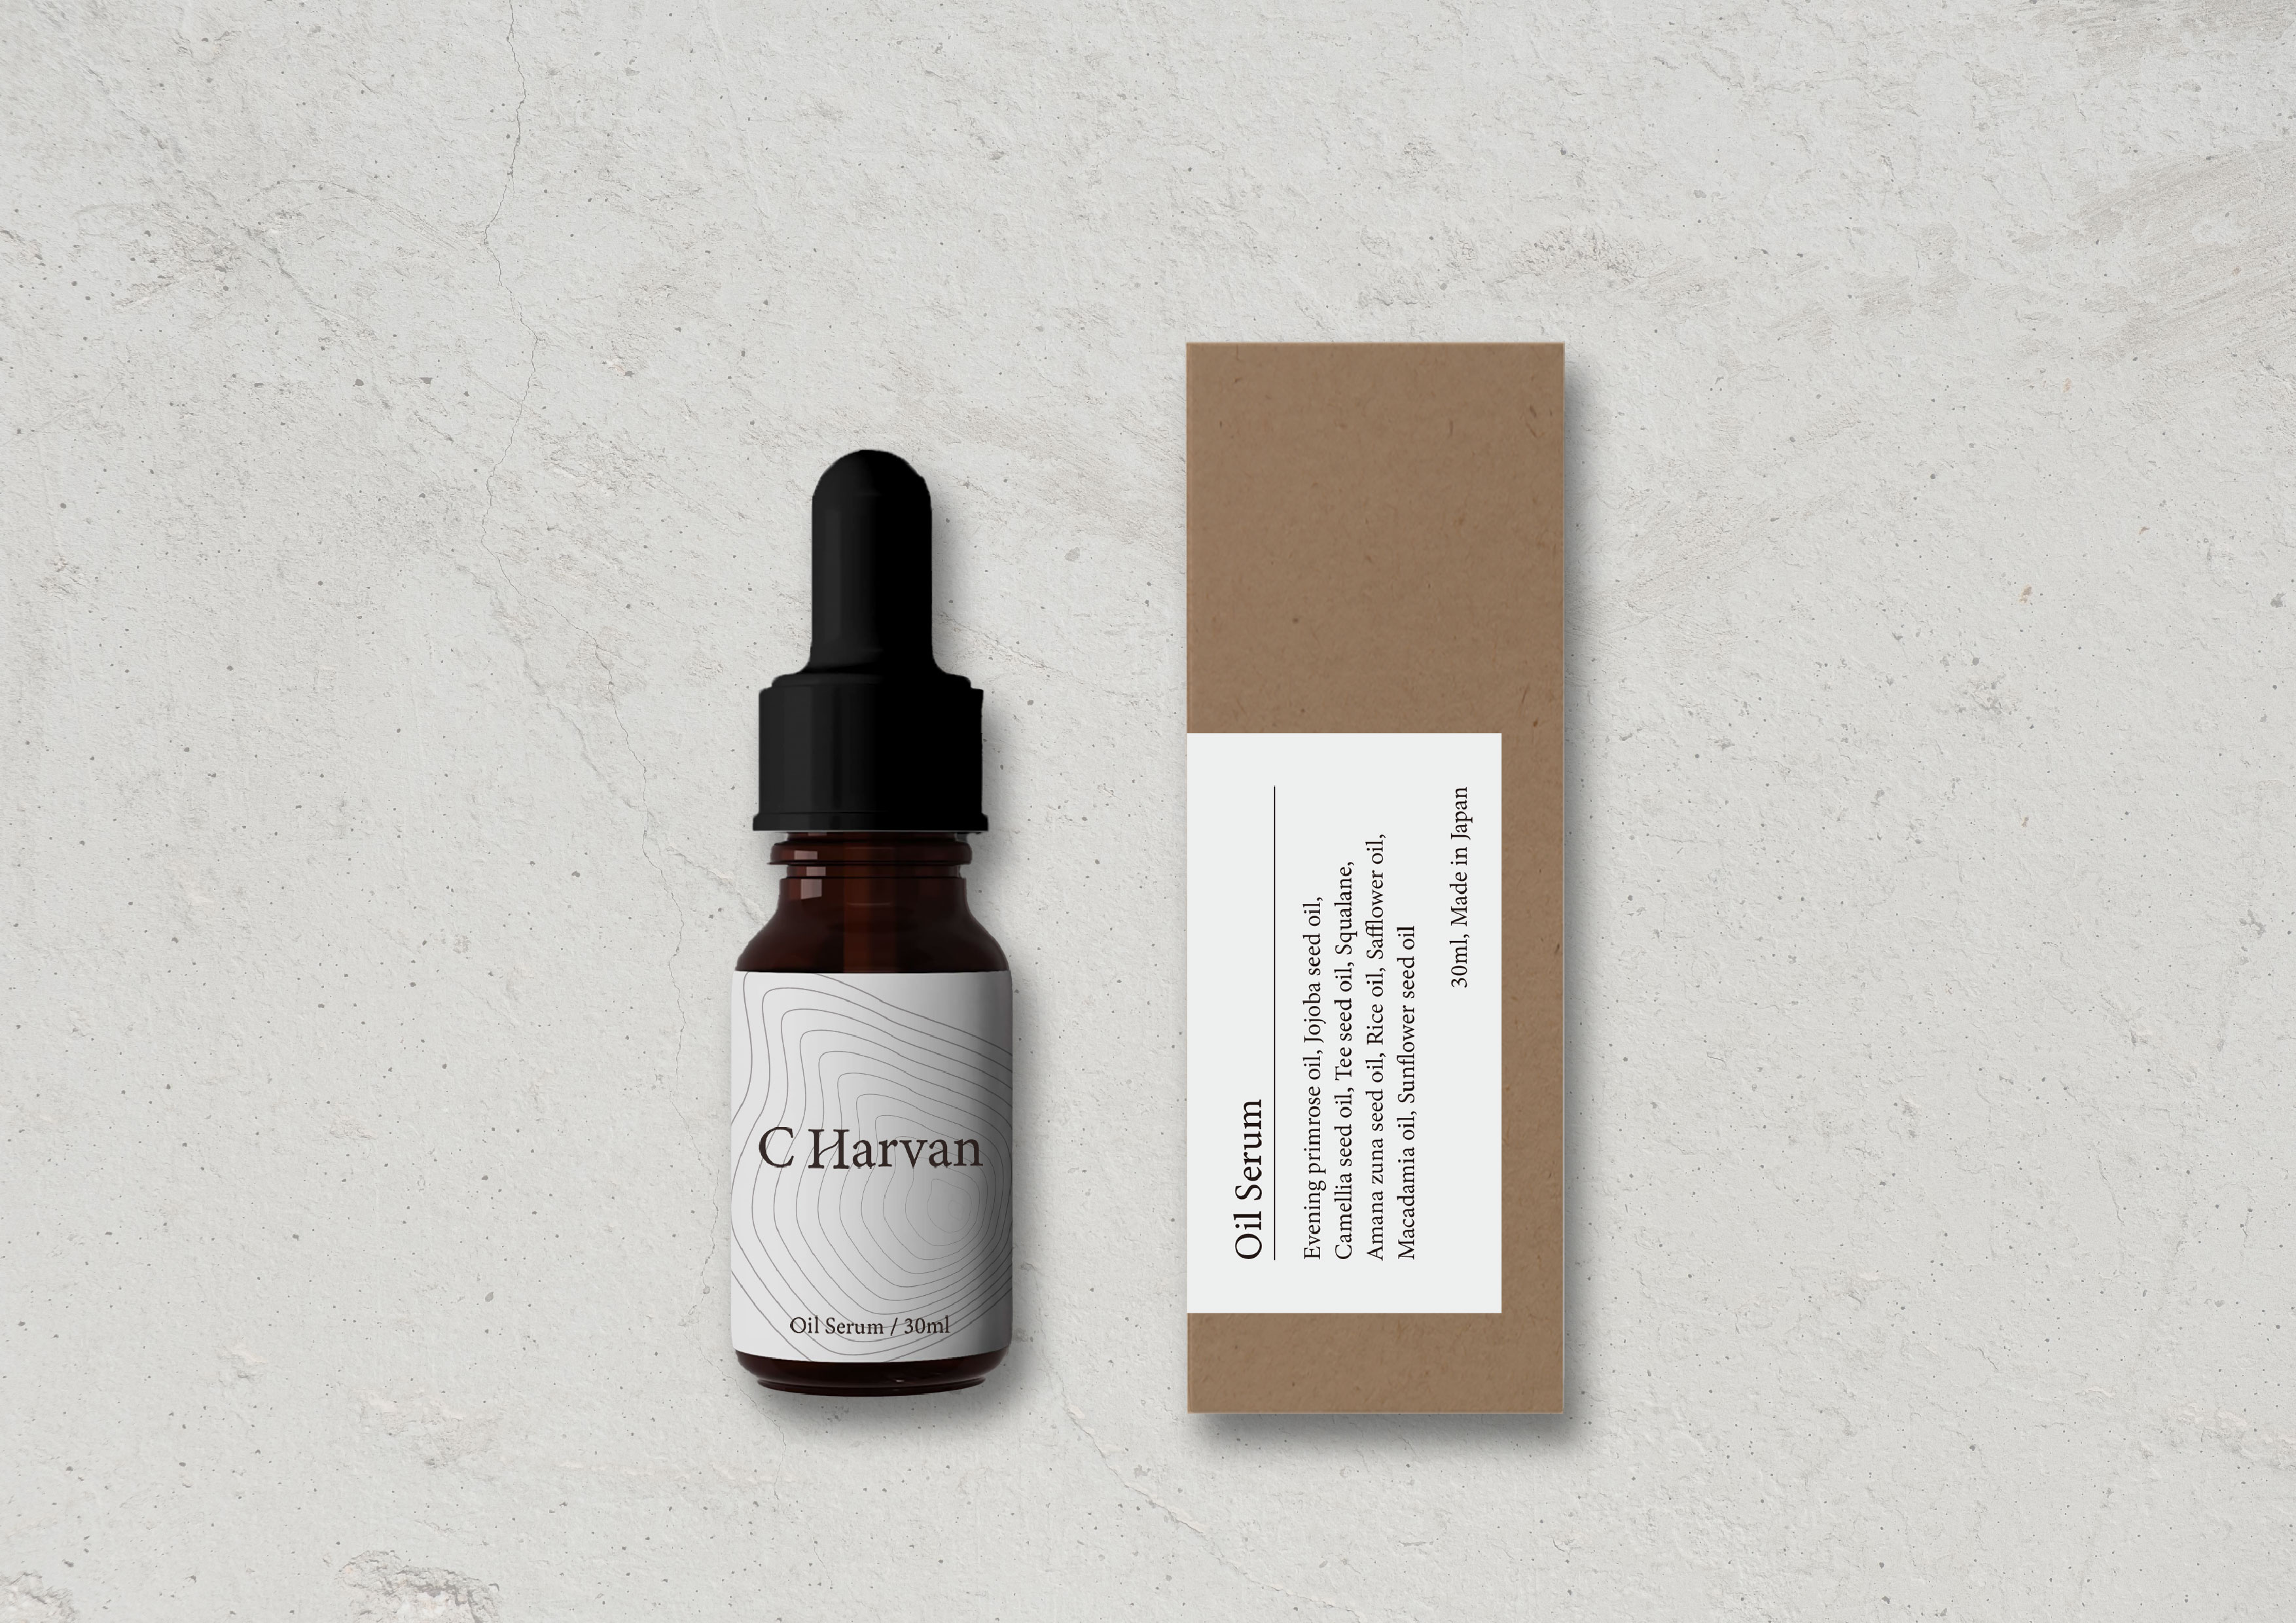 C Harvan
Oil Serum / 30ml
Oil Serum
Evening primrose oil, Jojoba seed oil,
Camellia seed oil, Tee seed oil, Squalane,
Amana zuna seed oil, Rice oil, Safflower oil,
Macadamia oil, Sunflower seed oil
30ml, Made in Japan